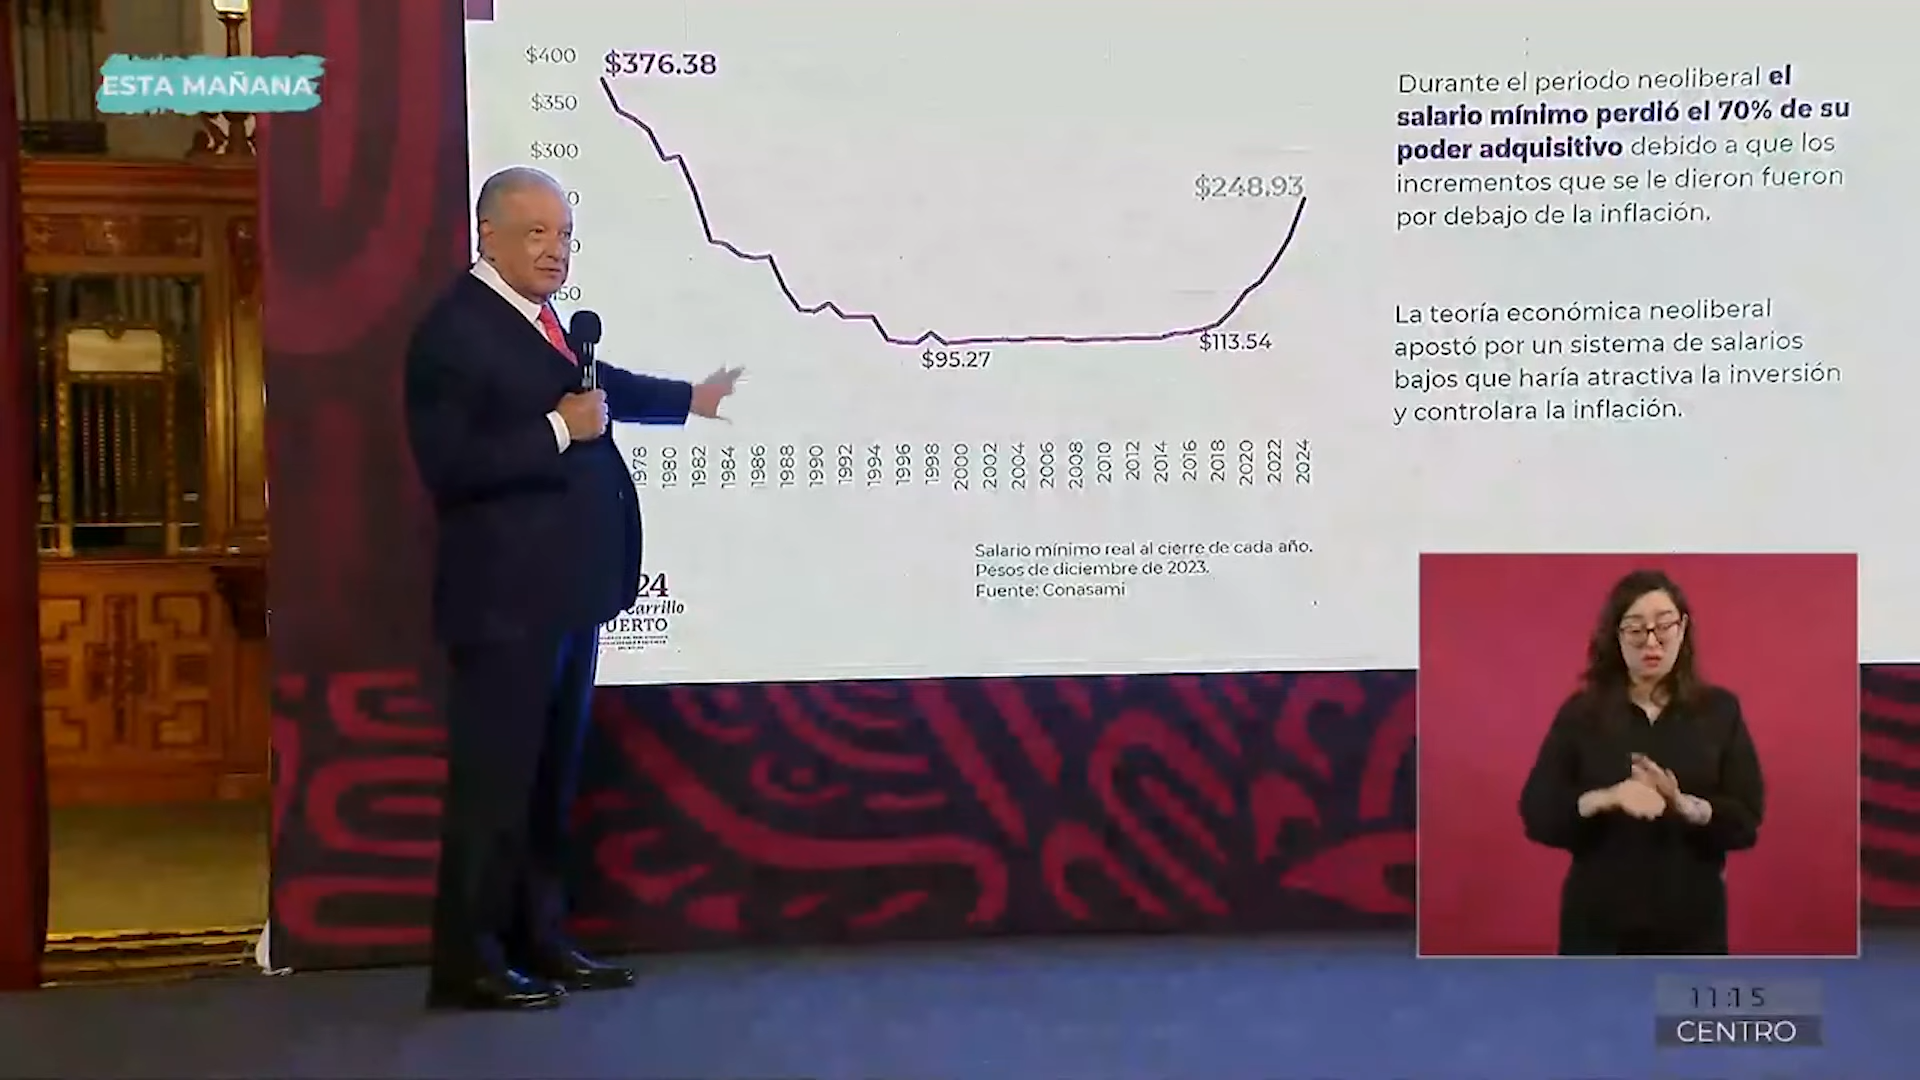 ESTA MAÑANA
$400
$376.38
$350
$300
$248.93
$113.54
$95.27
1978
1980
1982
1984
1986
1988
1990
1992
1994
1996
1998
2000
2002
2004
2006
2008
2010
2012
2014
2016
2018
2020
2022
2024
Salario mínimo real al cierre de cada año.
Pesos de diciembre de 2023.
Fuente: Conasami
Durante el periodo neoliberal el
salario mínimo perdió el 70% de su
poder adquisitivo debido a que los
incrementos que se le dieron fueron
por debajo de la inflación.
La teoría económica neoliberal
apostó por un sistema de salarios
bajos que haría atractiva la inversión
y controlara la inflación.
24
Carrillo
PUERTO
11:15
CENTRO